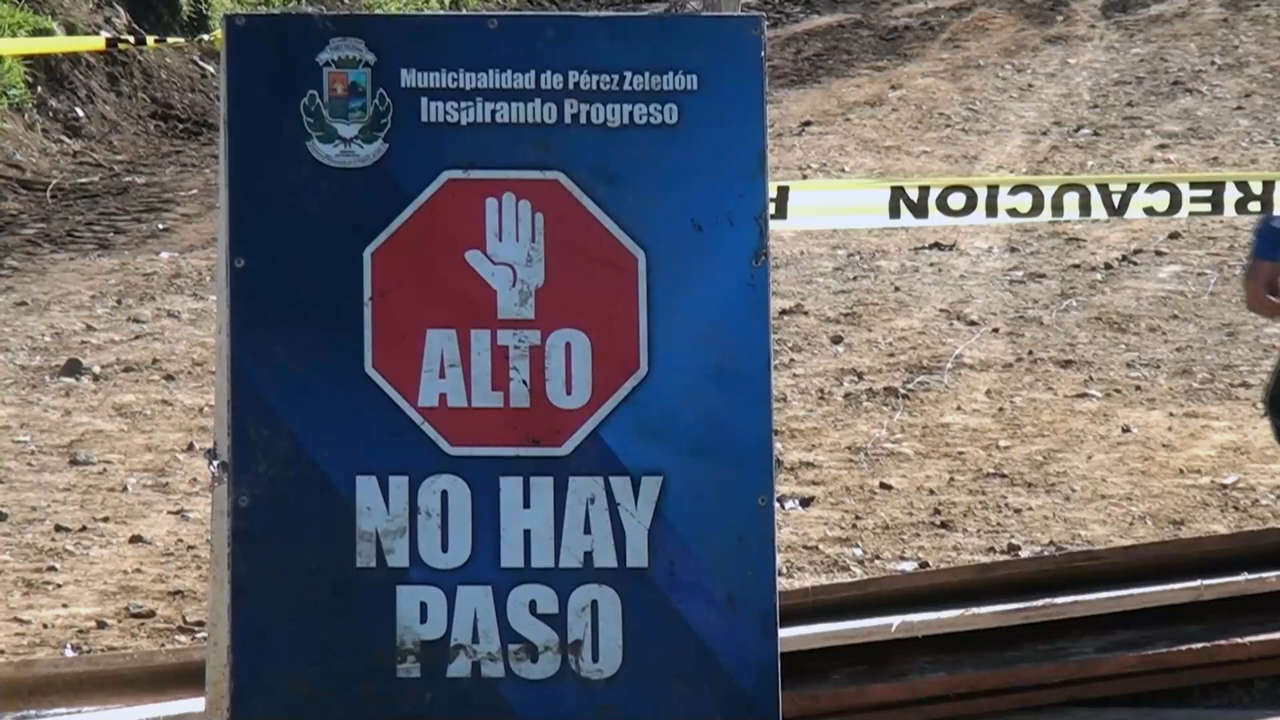 Municipalidad de Pérez Zeledón
Inspirando Progreso
ALTO
NO HAY
PASO
RECAUCION